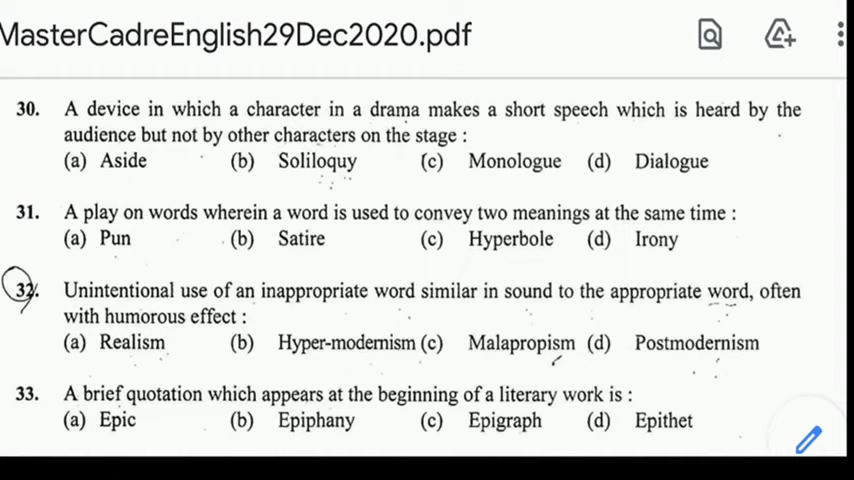 MasterCadreEnglish29Dec2020.pdf
30. A device in which a character in a drama makes a short speech which is heard by the
audience but not by other characters on the stage :
(a) Aside (b) Soliloquy (c) Monologue (d) Dialogue
31. A play on words wherein a word is used to convey two meanings at the same time :
(a) Pun (b) Satire (c) Hyperbole (d) Irony
32. Unintentional use of an inappropriate word similar in sound to the appropriate word, often
with humorous effect :
(a) Realism (b) Hyper-modernism (c) Malapropism (d) Postmodernism
33. A brief quotation which appears at the beginning of a literary work is :
(a) Epic (b) Epiphany (c) Epigraph (d) Epithet